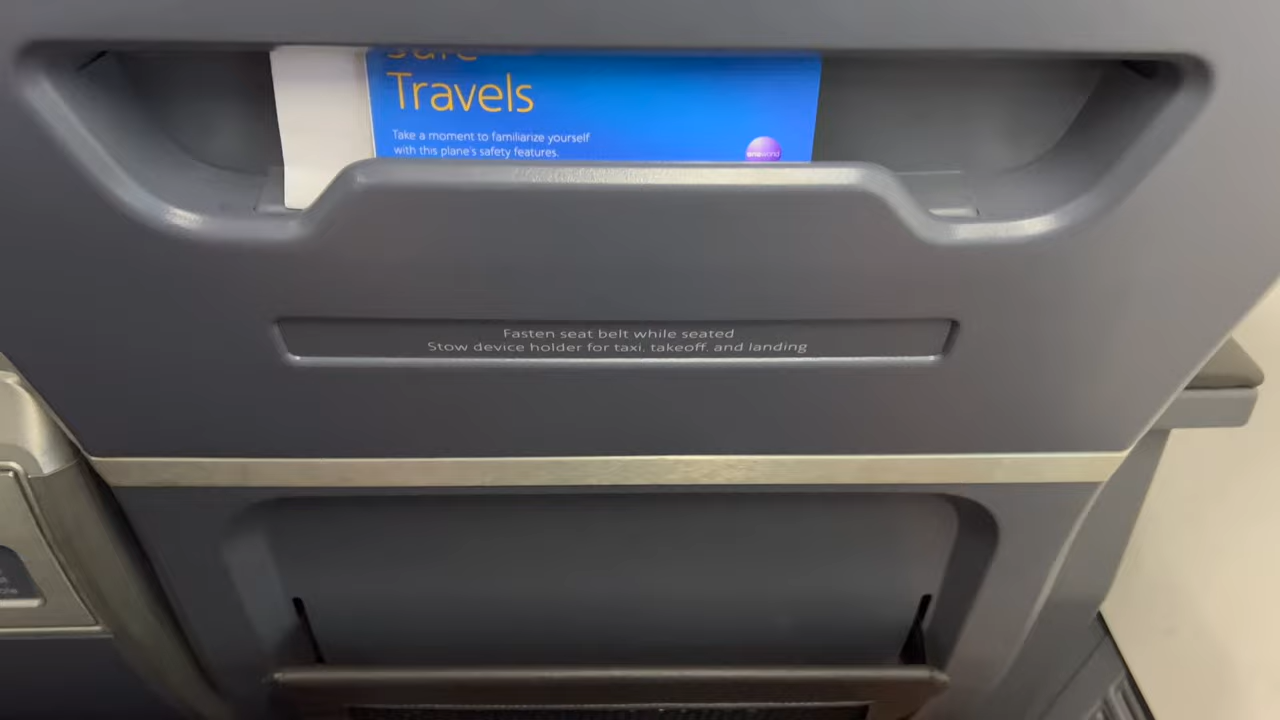 Safe
Travels
Take a moment to familiarize yourself
with this plane's safety features.
oneworld
Fasten seat belt while seated
Stow device holder for taxi, takeoff, and landing